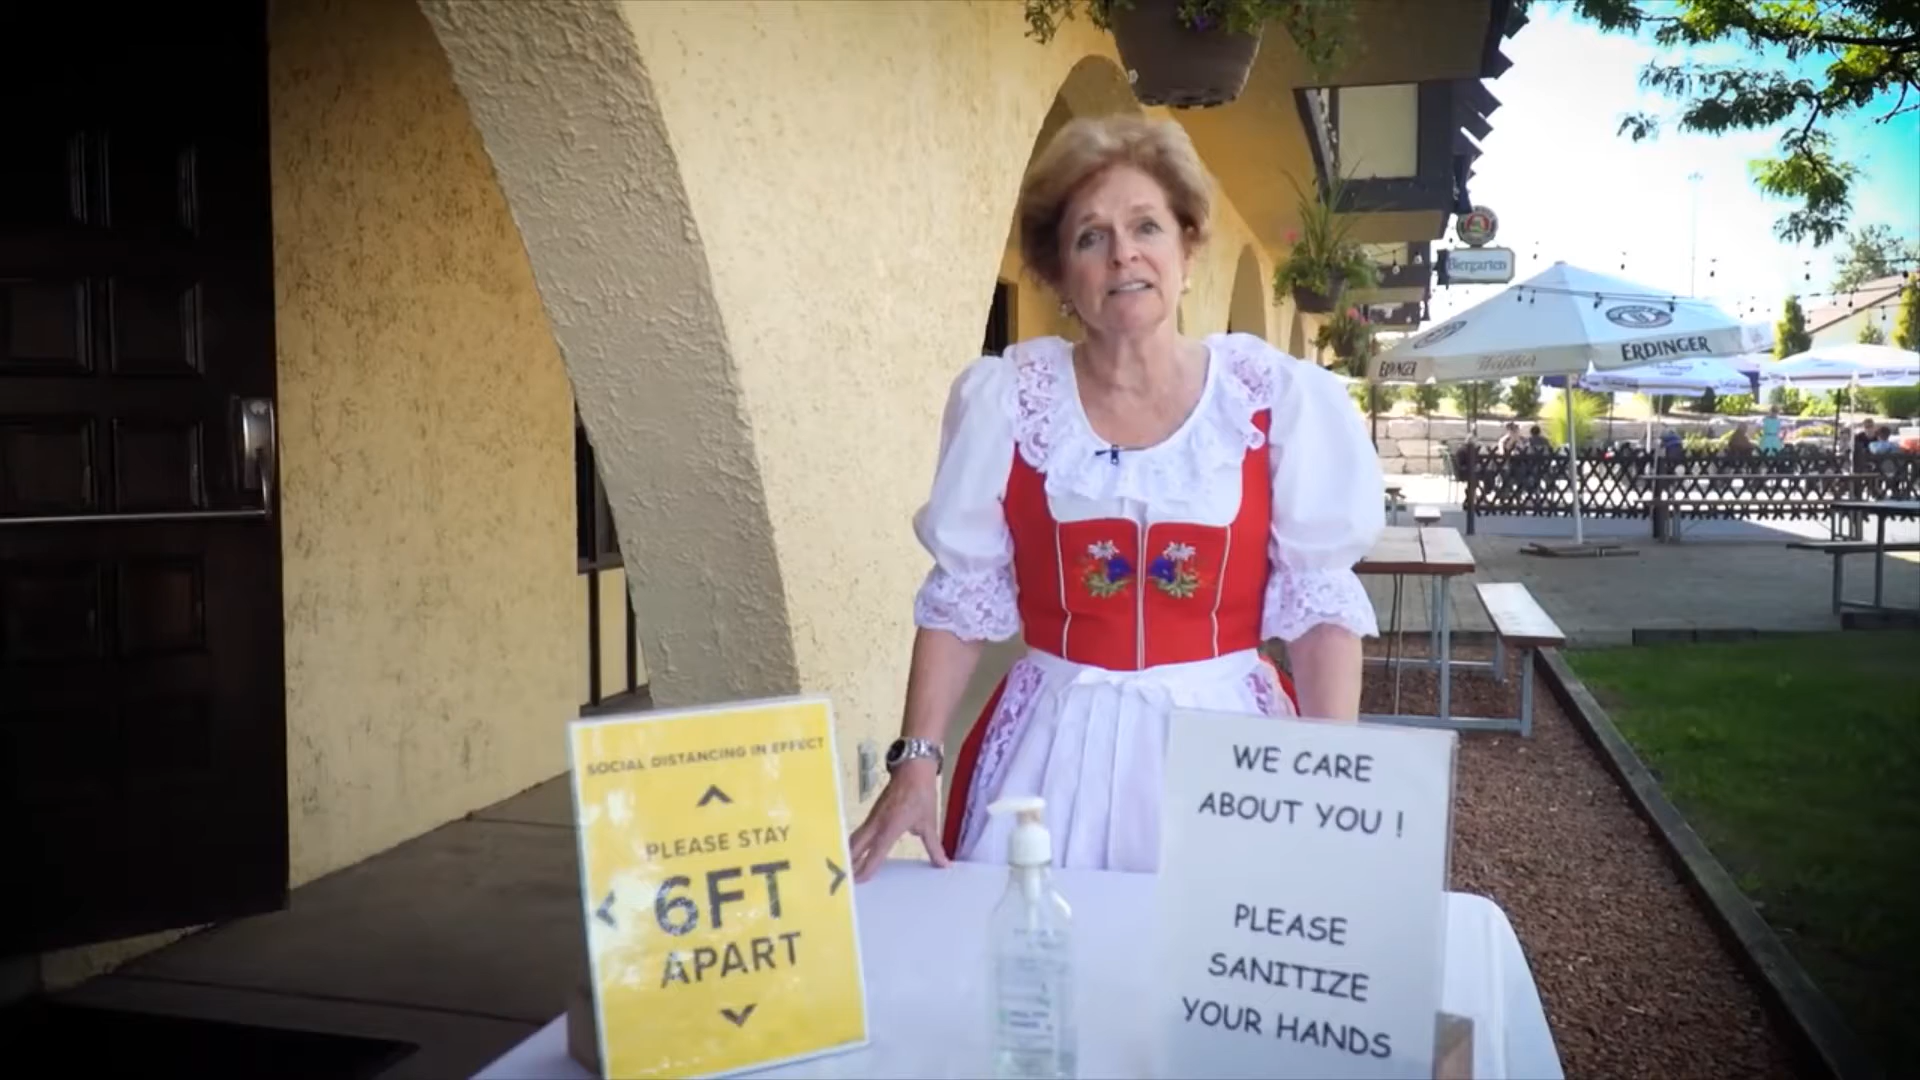 Biergarten
ERDINGER
Weißbier
ERDINGER
SOCIAL DISTANCING IN EFFECT
PLEASE STAY
6FT
APART
WE CARE
ABOUT YOU !
PLEASE
SANITIZE
YOUR HANDS